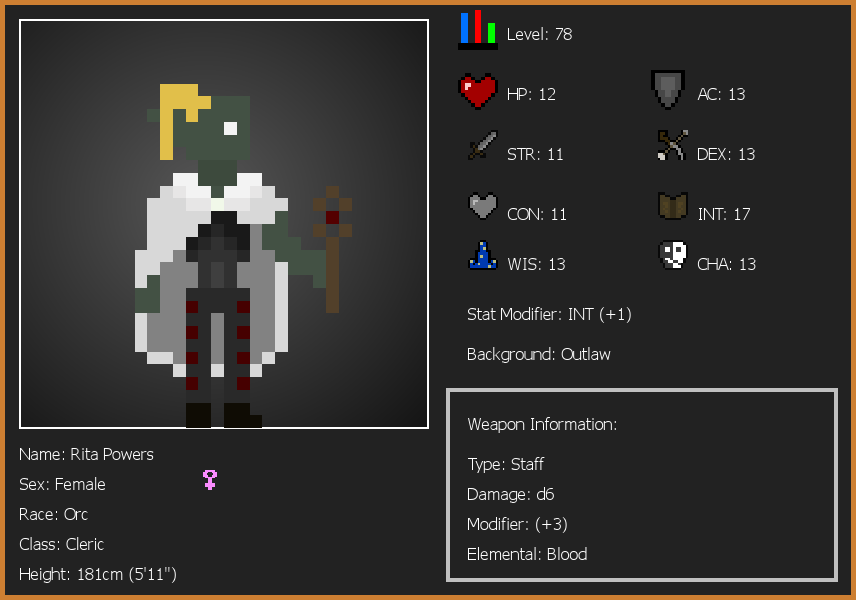 Level: 78
HP: 12
AC: 13
STR: 11
DEX: 13
CON: 11
INT: 17
WIS: 13
CHA: 13
Stat Modifier: INT (+1)
Background: Outlaw
Weapon Information:
Type: Staff
Damage: d6
Modifier: (+3)
Elemental: Blood
Name: Rita Powers
Sex: Female
Race: Orc
Class: Cleric
Height: 181cm (5'11")